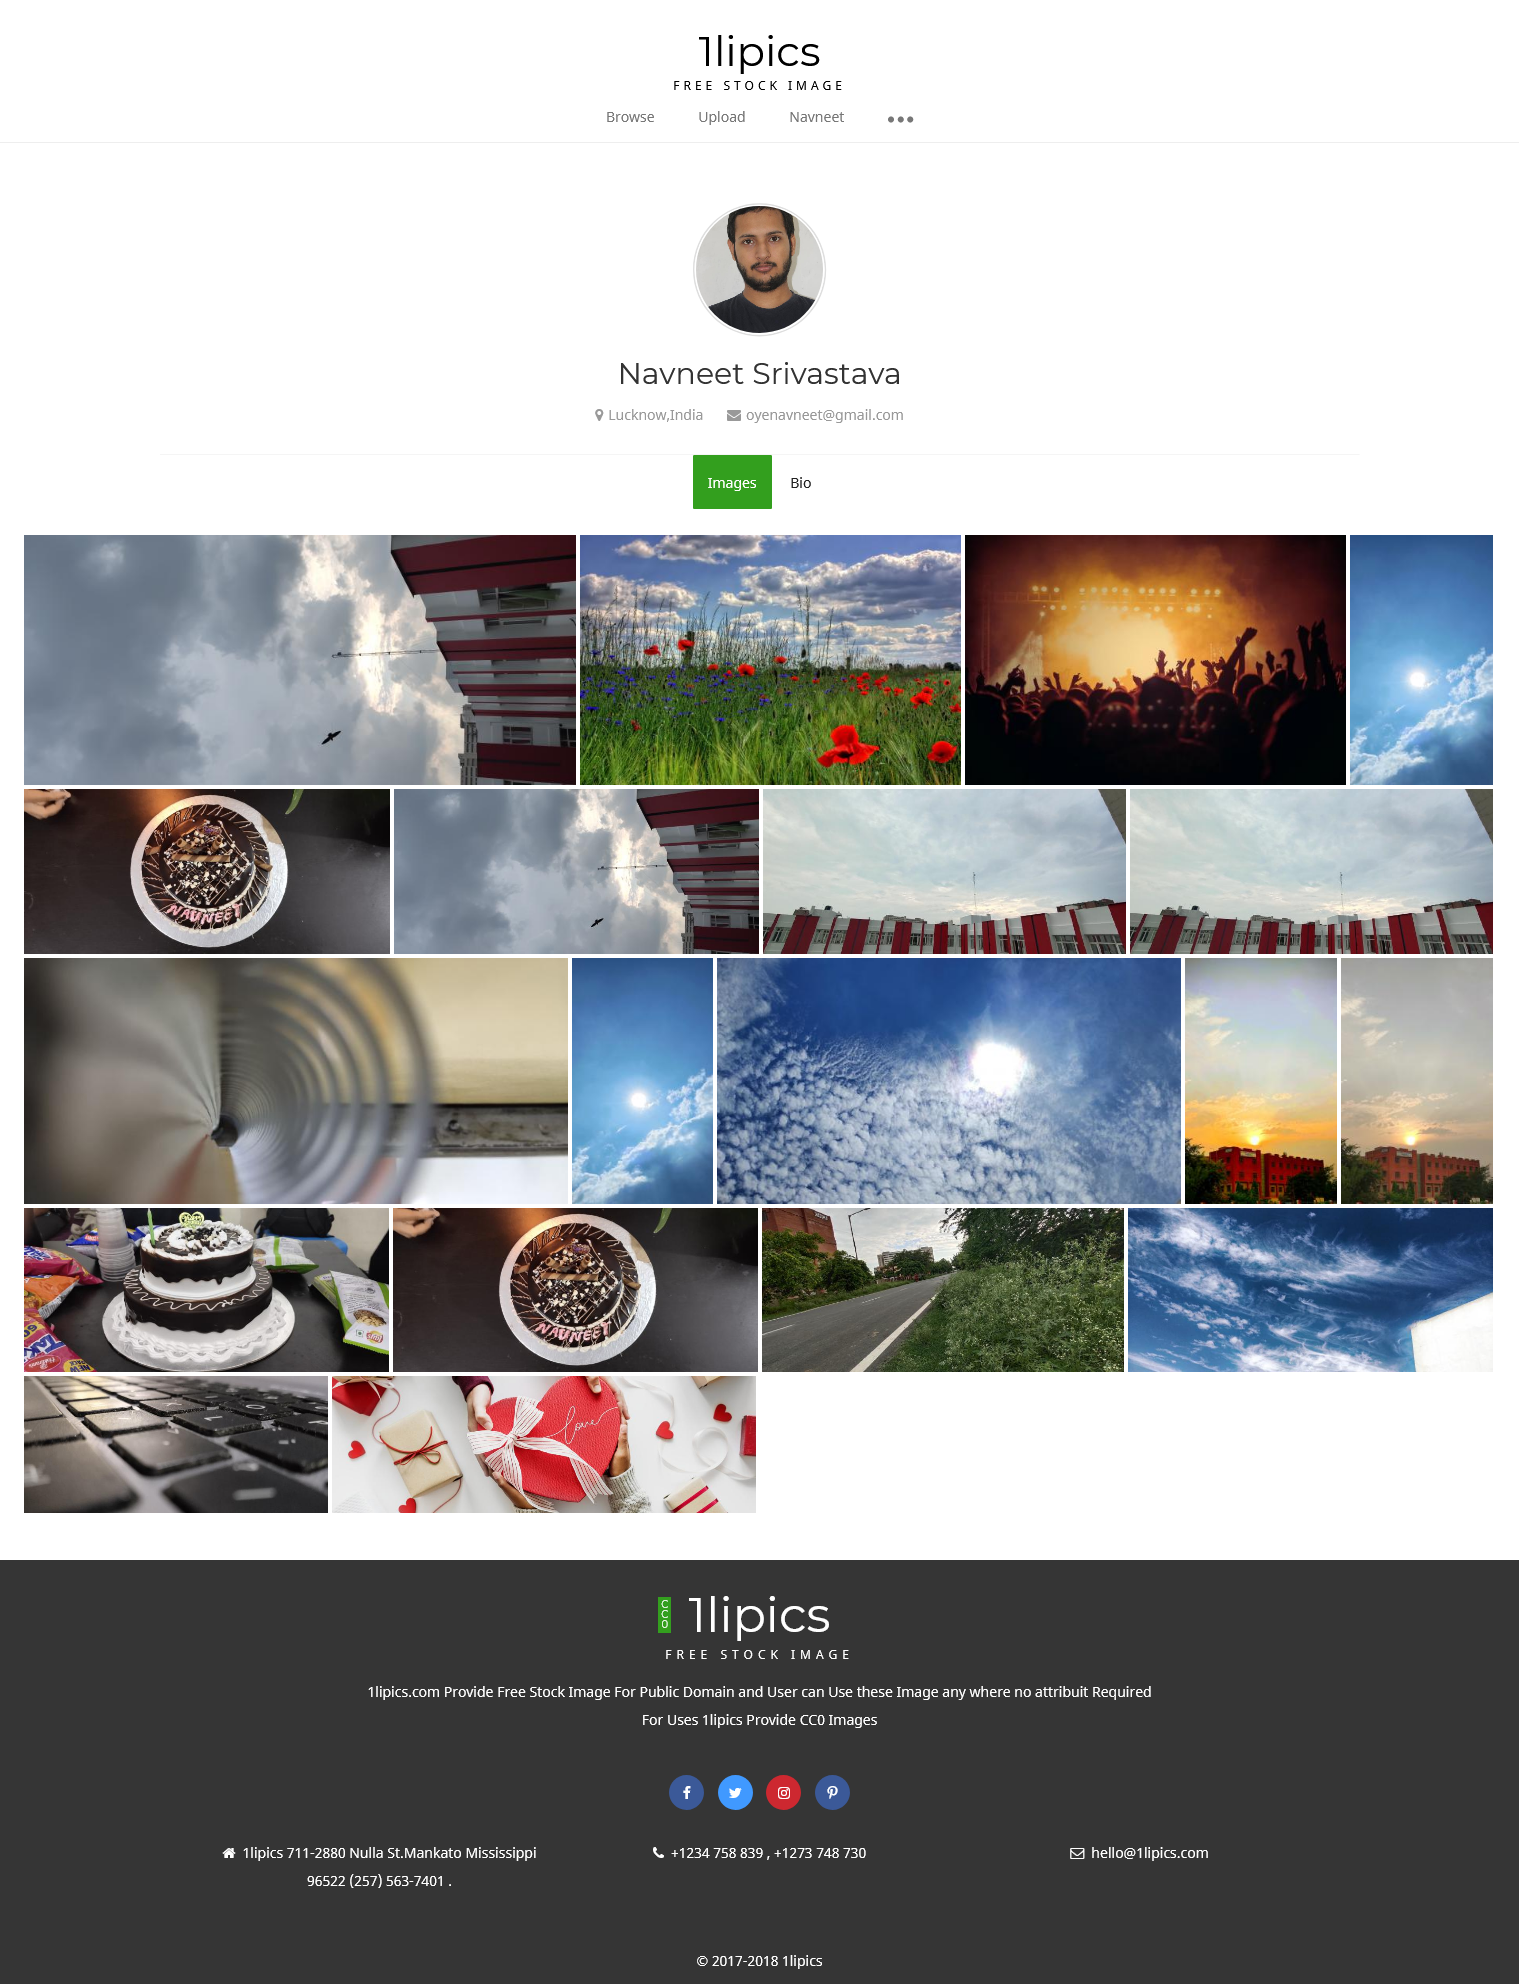 1lipics
FREE STOCK IMAGE
Browse Upload Navneet
Navneet Srivastava
Lucknow,India oyenavneet@gmail.com
Images Bio
NAVNEET
NAVNEET
love
CC0 1lipics
FREE STOCK IMAGE
1lipics.com Provide Free Stock Image For Public Domain and User can Use these Image any where no attribuit Required
For Uses 1lipics Provide CC0 Images
1lipics 711-2880 Nulla St.Mankato Mississippi
96522 (257) 563-7401 .
+1234 758 839 , +1273 748 730
hello@1lipics.com
© 2017-2018 1lipics